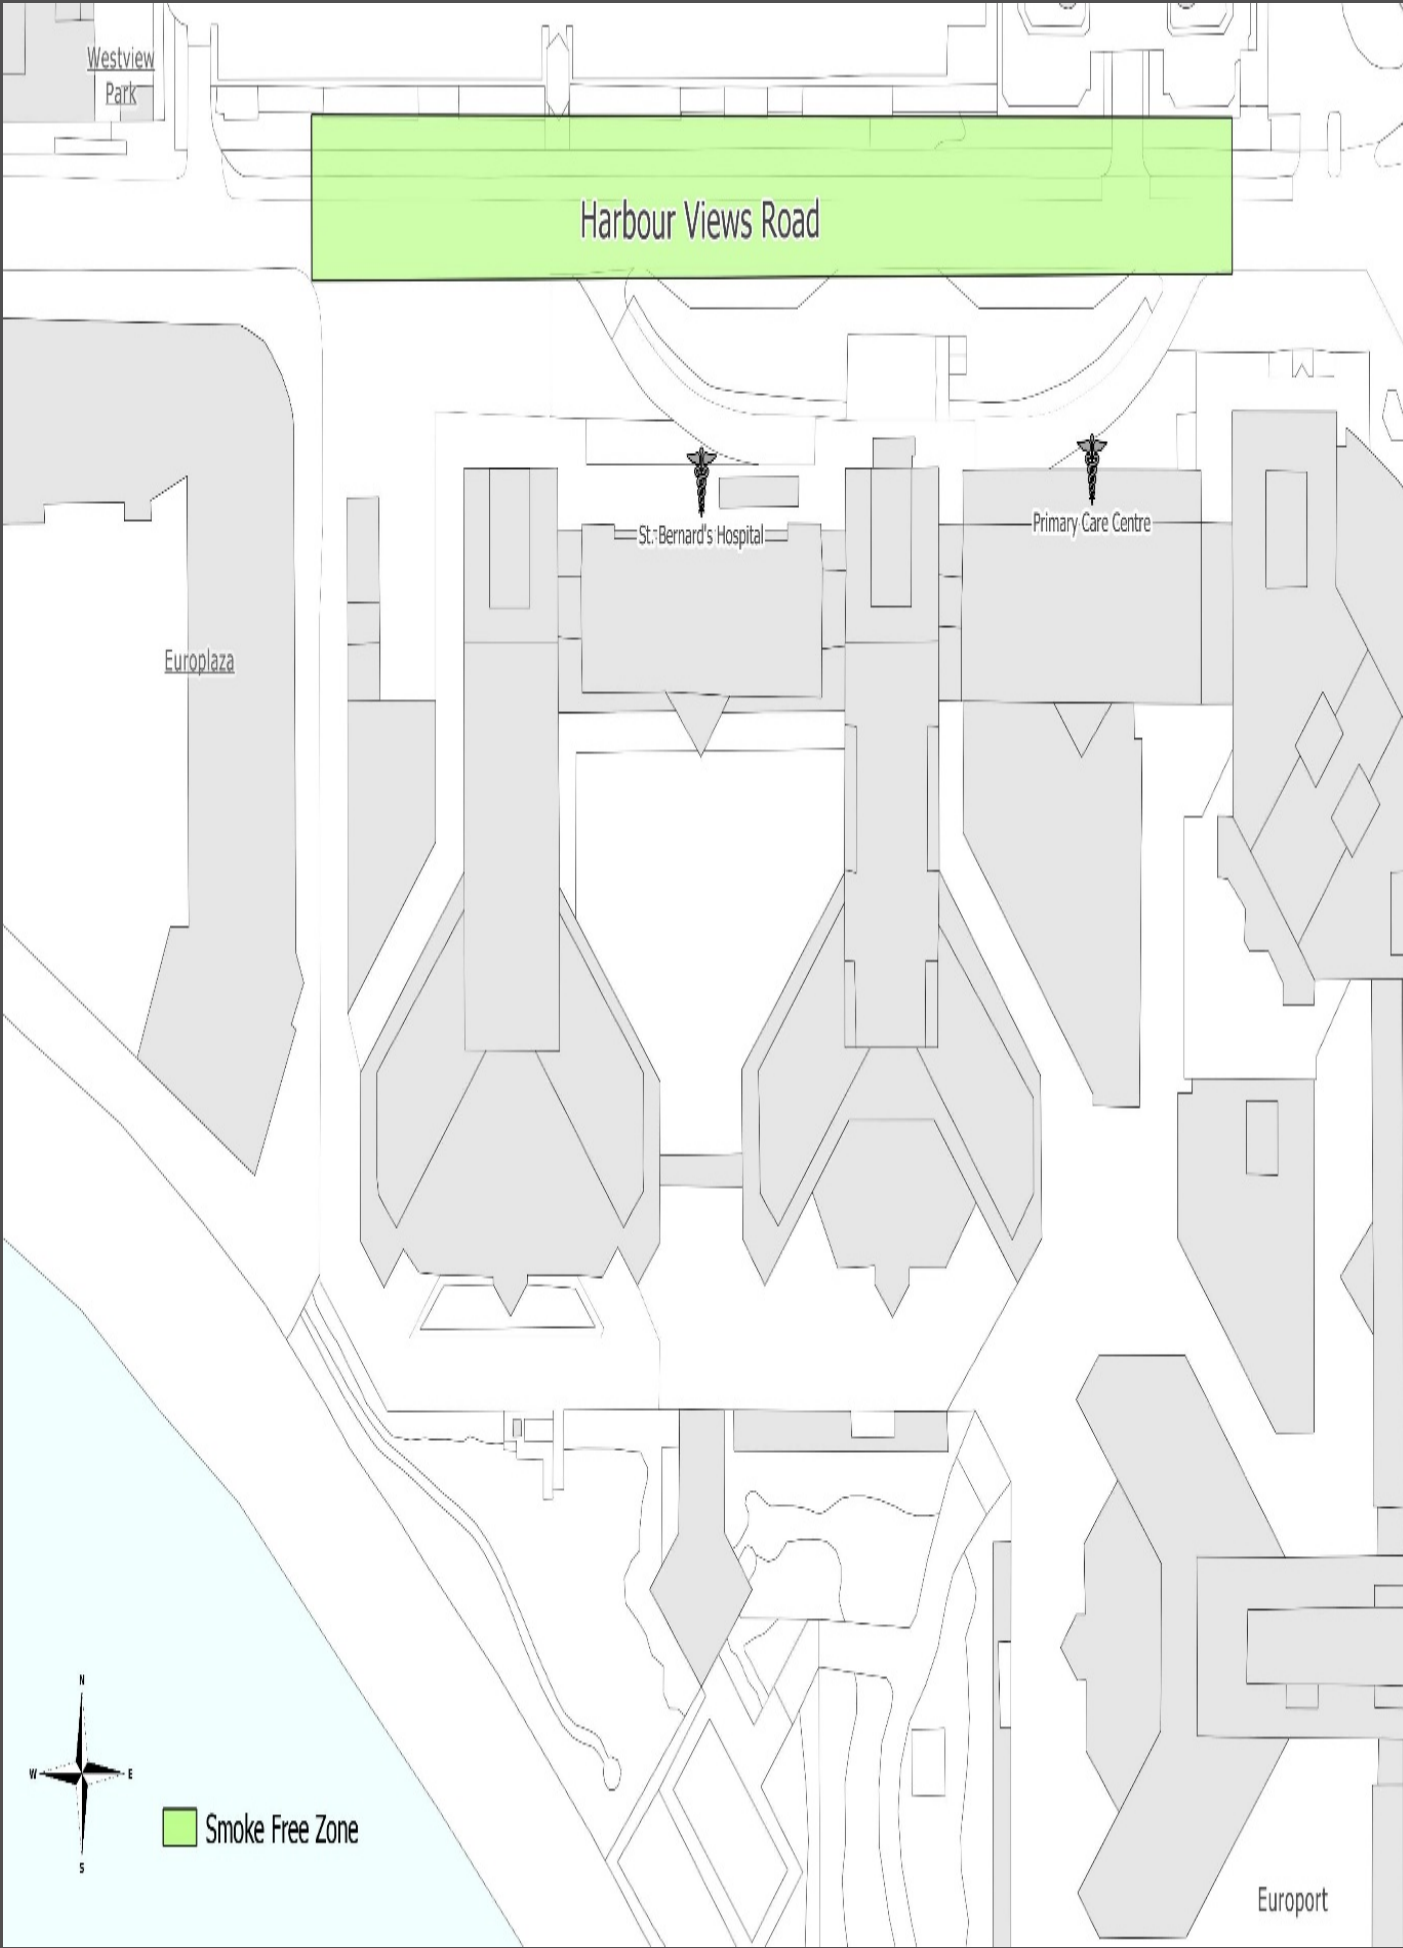 Westview
Park
Harbour Views Road
St. Bernard's Hospital
Primary Care Centre
Europlaza
N
W
E
S
Smoke Free Zone
Europort